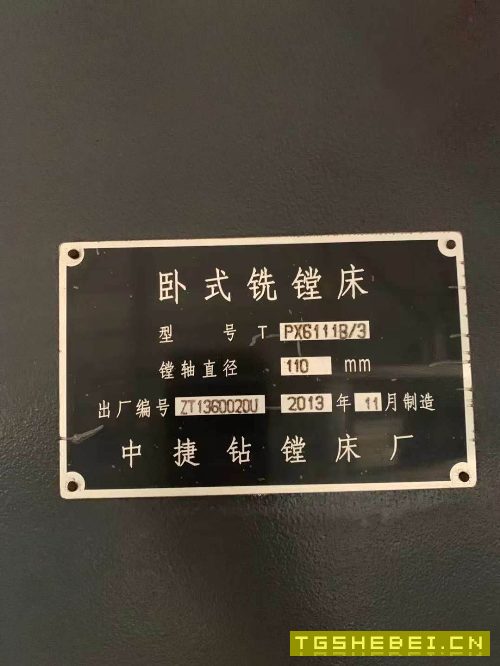 卧式铣镗床
型 号 T PX6111B/3
镗轴直径 110 mm
出厂编号 ZT1360020U 2013 年 11 月制造
中捷钻镗床厂
TGSHEBEI.CN